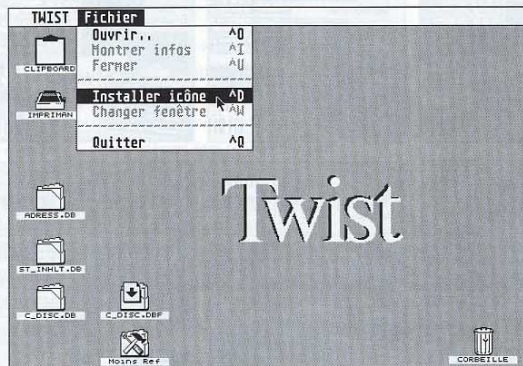 TWIST Fichier
Ouvrir.. ^O
Montrer infos ^I
Fermer ^U
Installer icône ^D
Changer fenêtre ^W
Quitter ^Q
CLIPBOARD
IMPRIMAN
Twist
ADRESS.DB
ST_INHLT.DB
C_DISC.DB
C_DISC.DBF
Moins Ref
CORBEILLE